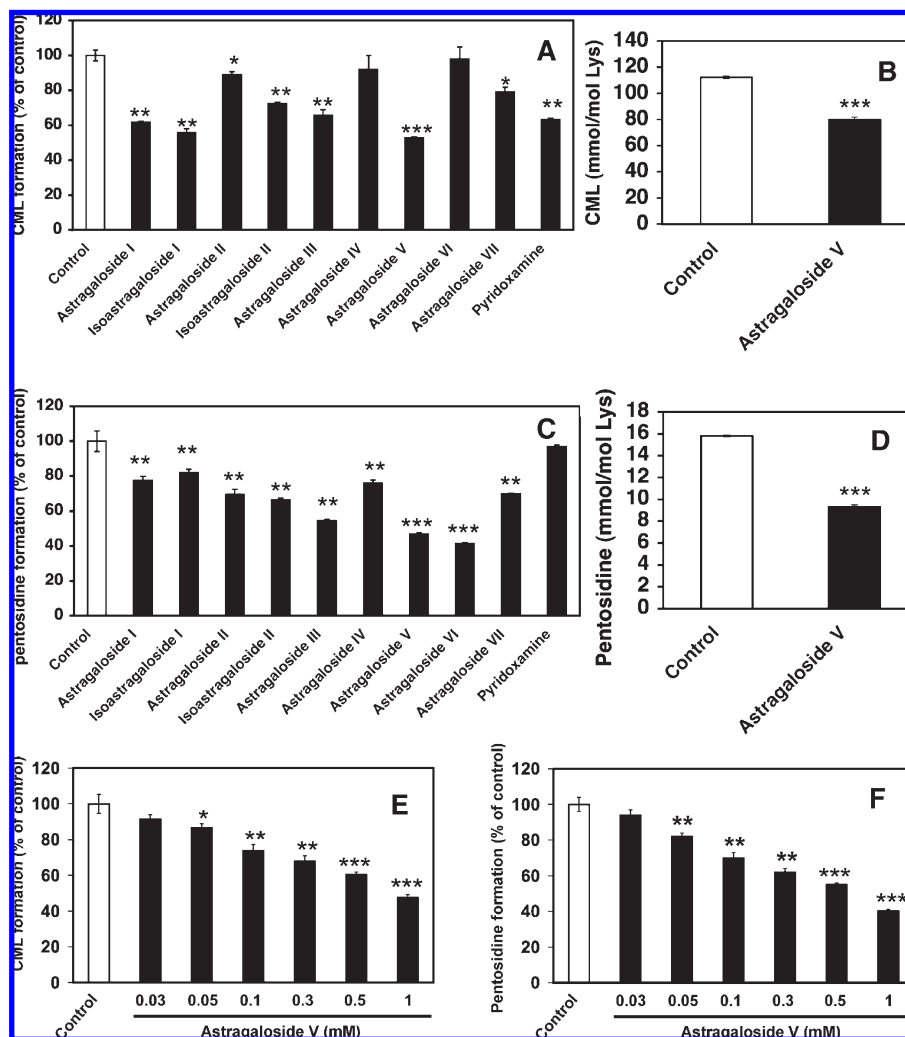 CML formation (% of control)
120
100
80
60
40
20
0
A
**
**
*
**
**
***
*
**
Control
Astragaloside I
Isoastragaloside I
Astragaloside II
Isoastragaloside II
Astragaloside III
Astragaloside IV
Astragaloside V
Astragaloside VI
Astragaloside VII
Pyridoxamine
CML (mmol/mol Lys)
140
120
100
80
60
40
20
0
B
***
Control
Astragaloside V
pentosidine formation (% of control)
120
100
80
60
40
20
0
C
**
**
**
**
**
**
***
***
**
Control
Astragaloside I
Isoastragaloside I
Astragaloside II
Isoastragaloside II
Astragaloside III
Astragaloside IV
Astragaloside V
Astragaloside VI
Astragaloside VII
Pyridoxamine
Pentosidine (mmol/mol Lys)
18
16
14
12
10
8
6
4
2
0
D
***
Control
Astragaloside V
CML formation (% of control)
120
100
80
60
40
20
0
E
*
**
**
***
***
Control
0.03 0.05 0.1 0.3 0.5 1
Astragaloside V (mM)
Pentosidine formation (% of control)
120
100
80
60
40
20
0
F
**
**
**
***
***
Control
0.03 0.05 0.1 0.3 0.5 1
Astragaloside V (mM)